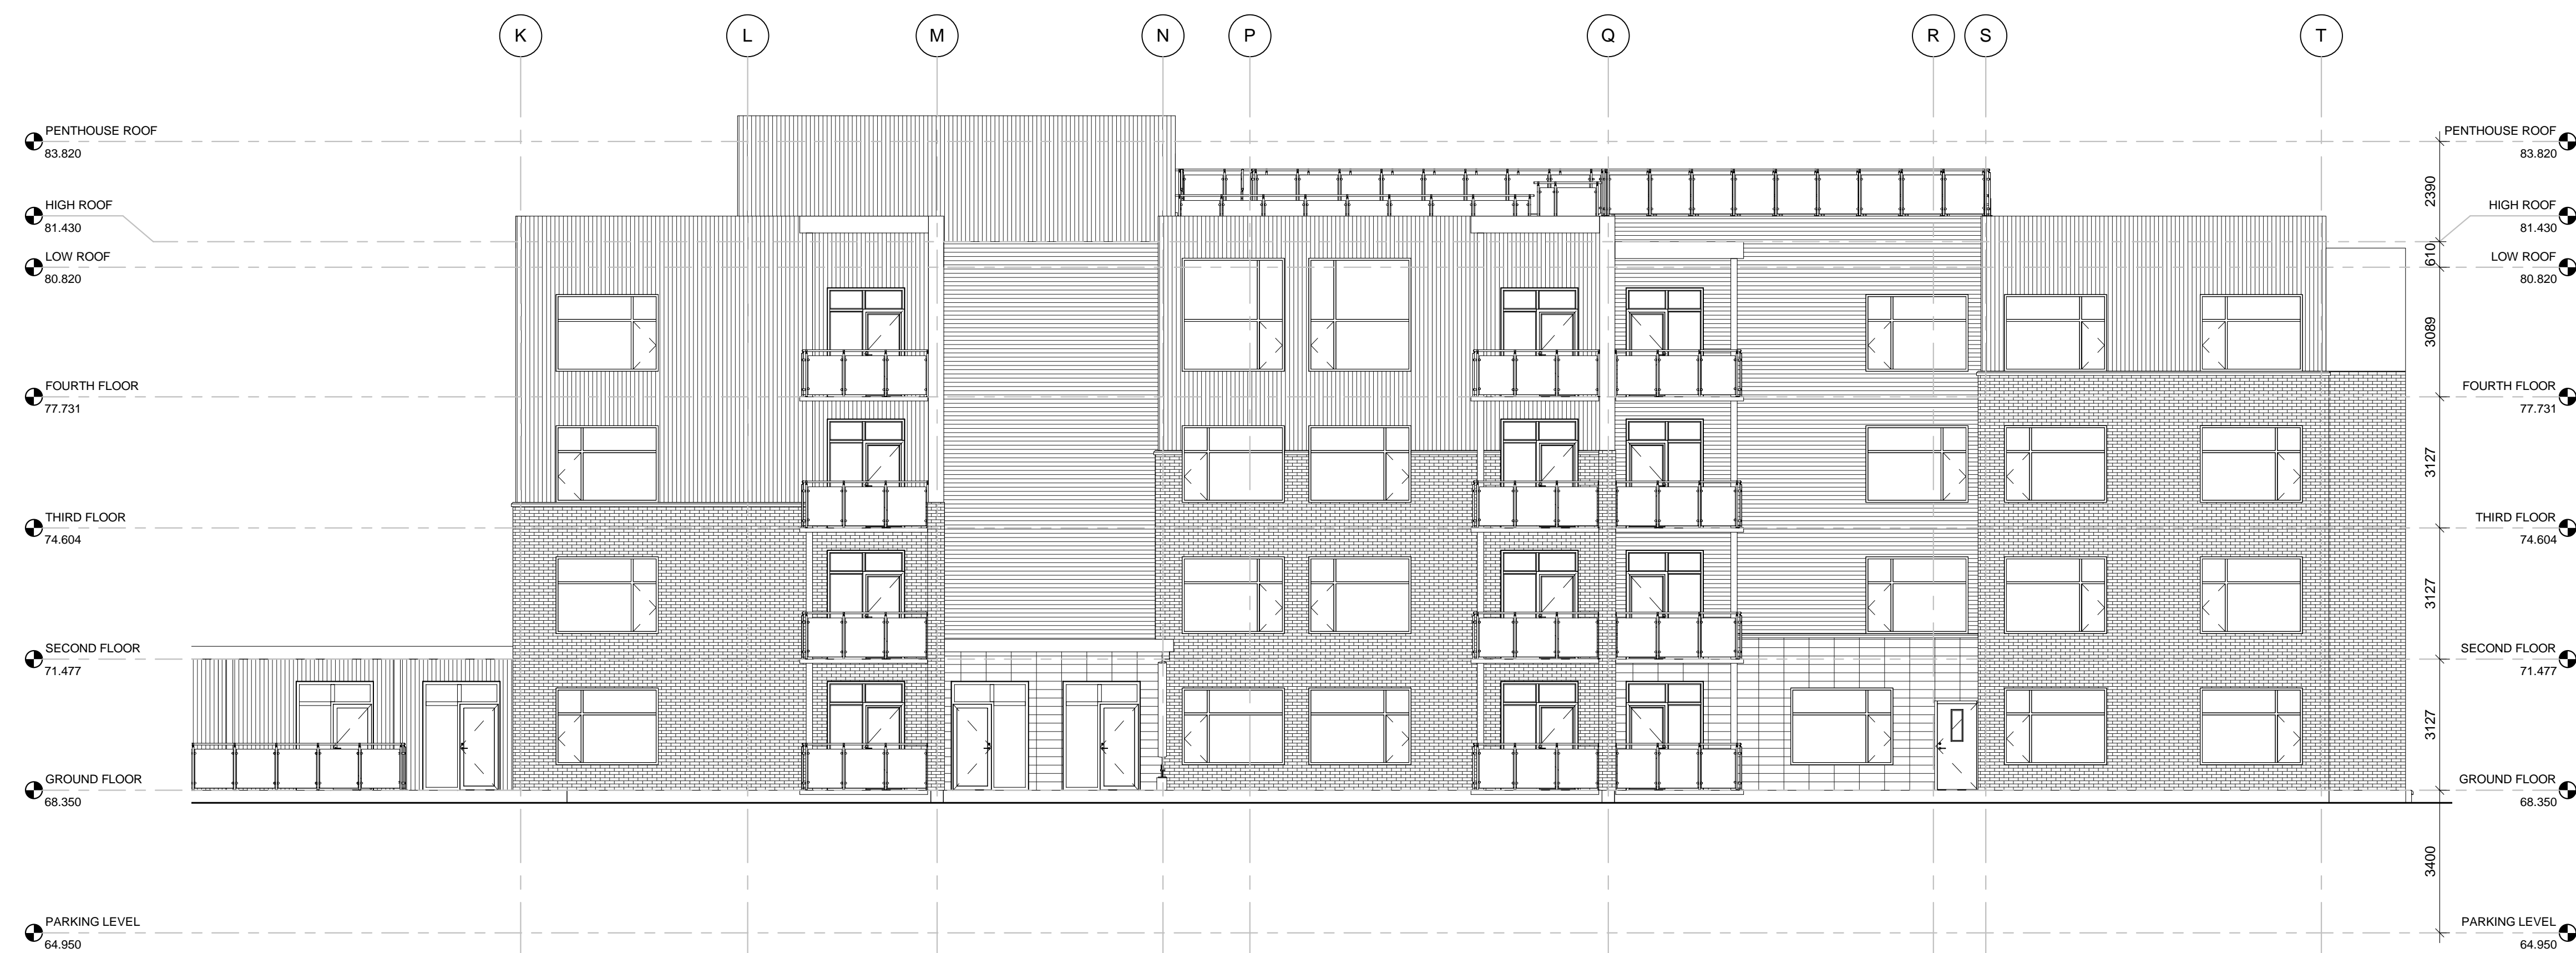 K L M N P Q R S T
PENTHOUSE ROOF
83.820
HIGH ROOF
81.430
LOW ROOF
80.820
FOURTH FLOOR
77.731
THIRD FLOOR
74.604
SECOND FLOOR
71.477
GROUND FLOOR
68.350
PARKING LEVEL
64.950
2390
610
3089
3127
3127
3127
3127
3400
PENTHOUSE ROOF
83.820
HIGH ROOF
81.430
LOW ROOF
80.820
FOURTH FLOOR
77.731
THIRD FLOOR
74.604
SECOND FLOOR
71.477
GROUND FLOOR
68.350
PARKING LEVEL
64.950